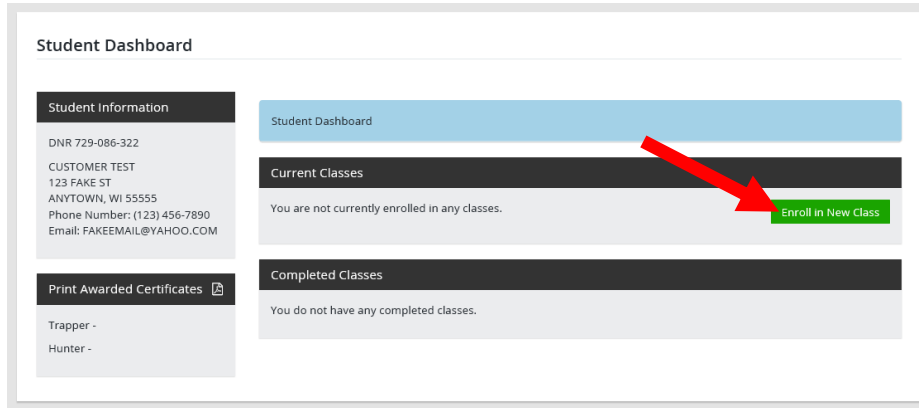 Student Dashboard
Student Information
DNR 729-086-322
CUSTOMER TEST
123 FAKE ST
ANYTOWN, WI 55555
Phone Number: (123) 456-7890
Email: FAKEEMAIL@YAHOO.COM
Print Awarded Certificates
Trapper -
Hunter -
Student Dashboard
Current Classes
You are not currently enrolled in any classes.
Enroll in New Class
Completed Classes
You do not have any completed classes.